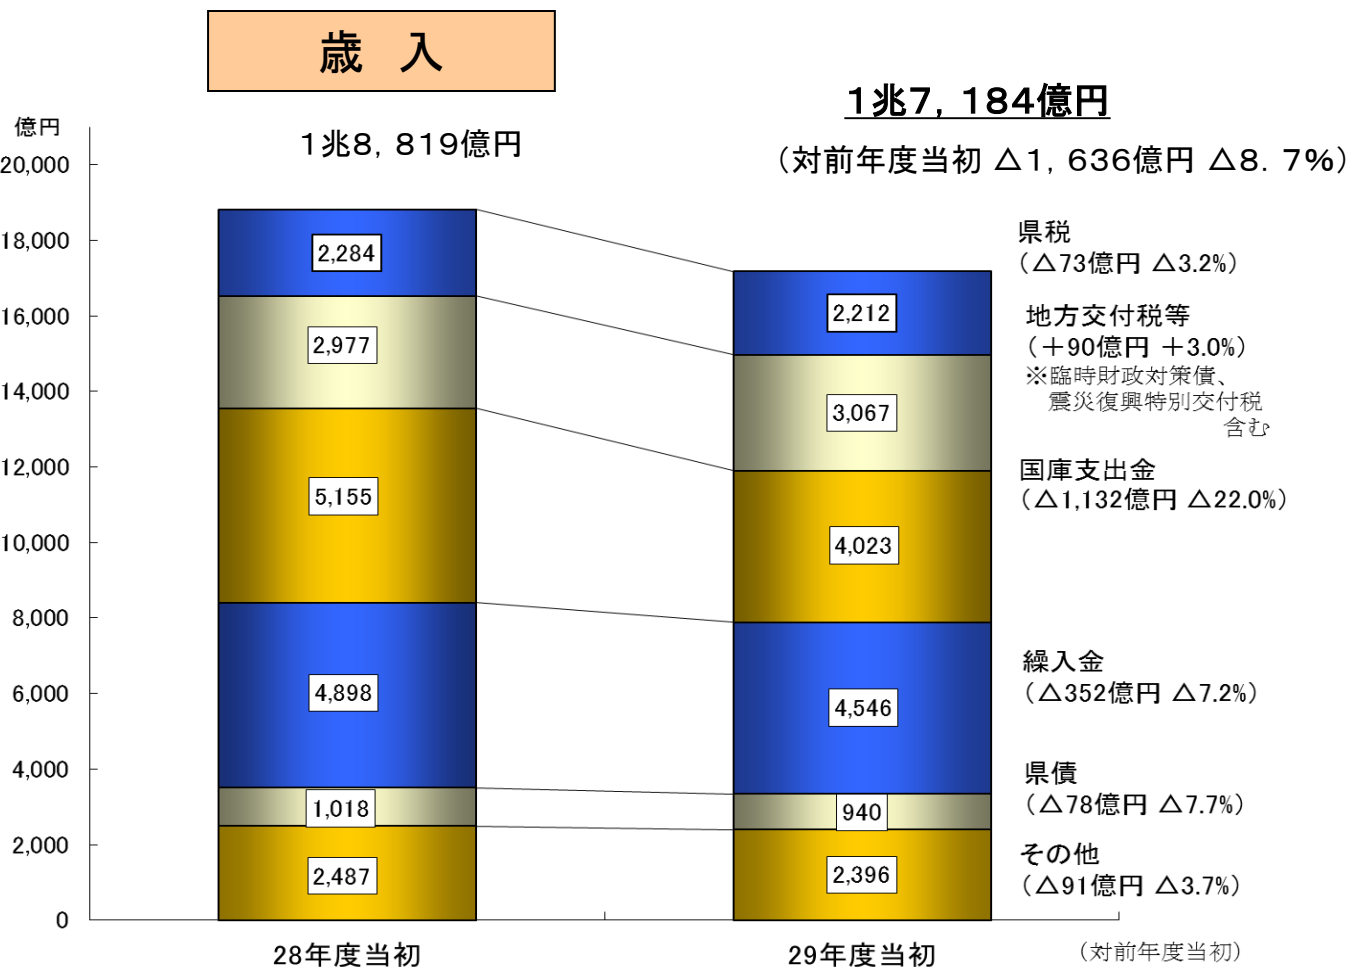 歳　入
1兆8，819億円
1兆7，184億円
（対前年度当初 △1，636億円 △8．7%）
億円
20,000
18,000
16,000
14,000
12,000
10,000
8,000
6,000
4,000
2,000
0
2,284
2,977
5,155
4,898
1,018
2,487
2,212
3,067
4,023
4,546
940
2,396
県税
（△73億円 △3.2%）
地方交付税等
（＋90億円 ＋3.0%）
※臨時財政対策債、
震災復興特別交付税
含む
国庫支出金
（△1,132億円 △22.0%）
繰入金
（△352億円 △7.2%）
県債
（△78億円 △7.7%）
その他
（△91億円 △3.7%）
28年度当初
29年度当初
（対前年度当初）